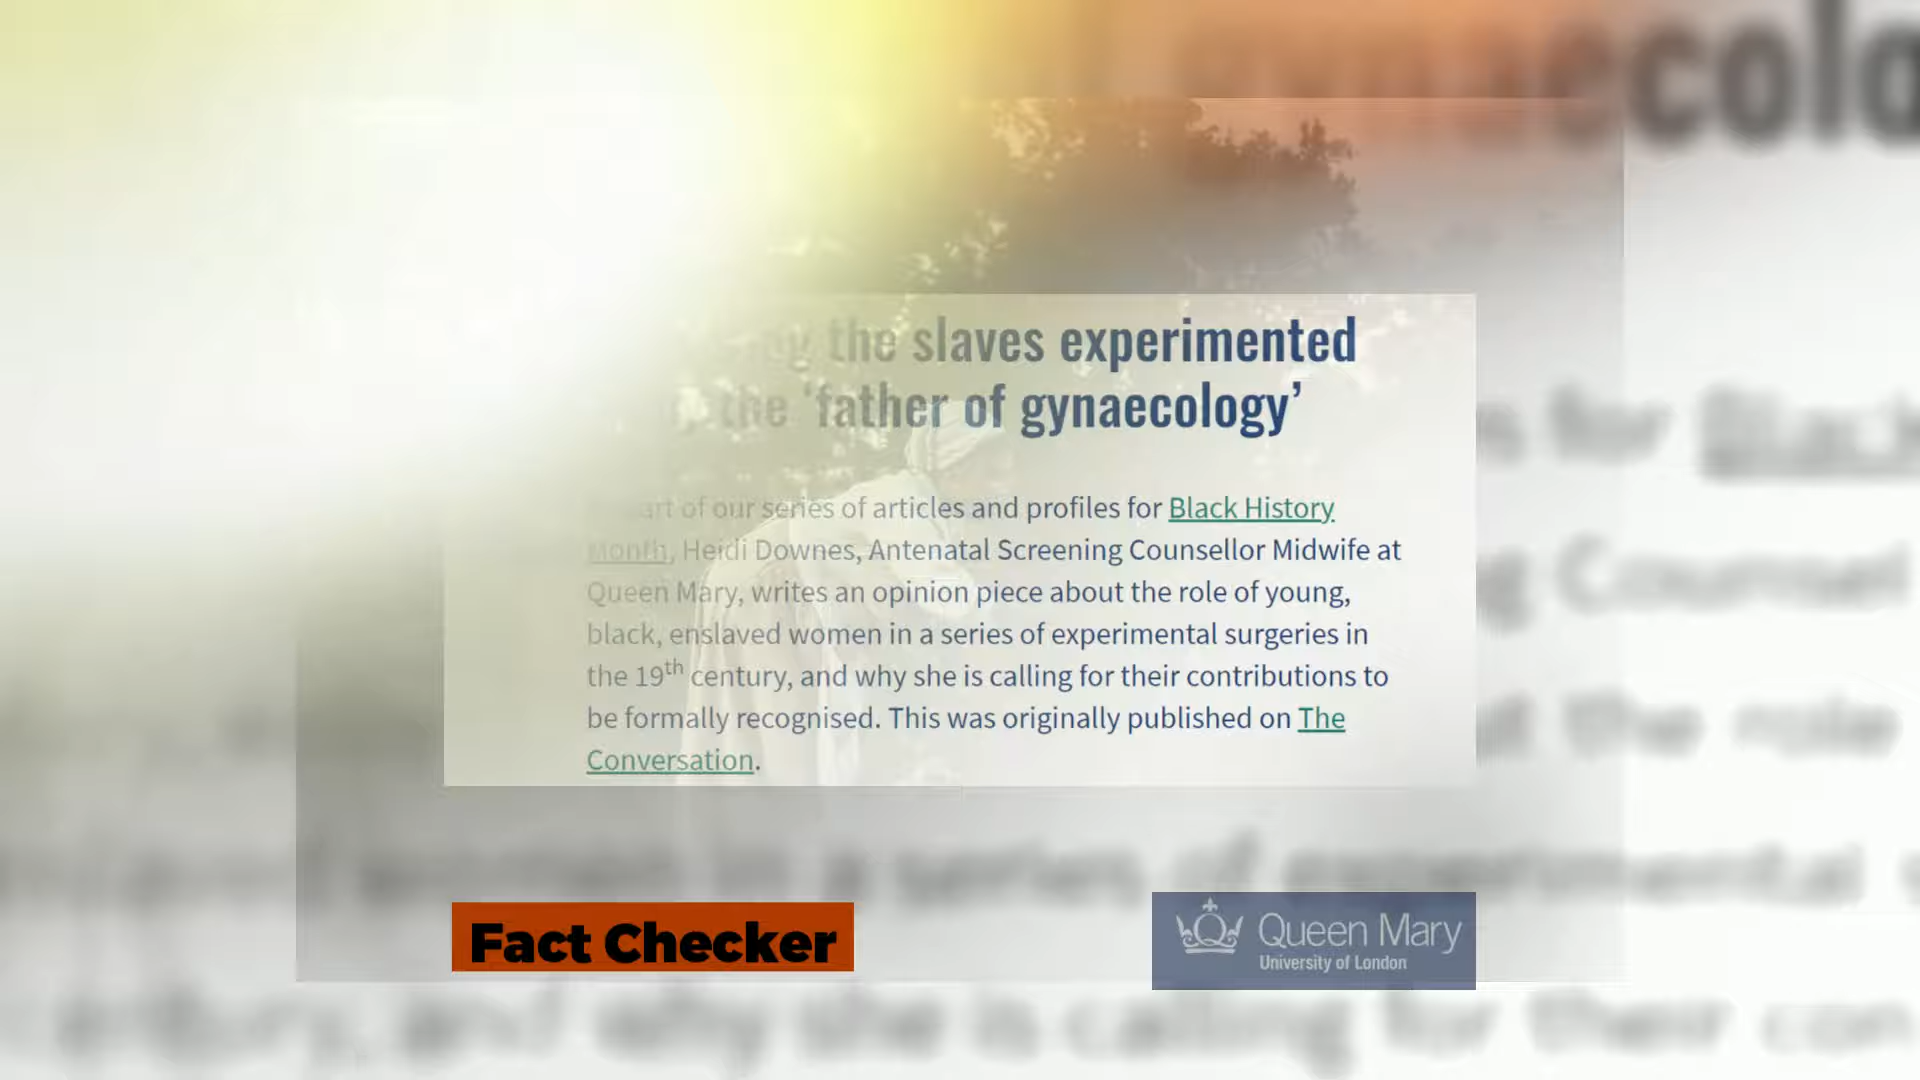 the slaves experimented
the ‘father of gynaecology’
part of our series of articles and profiles for Black History
Month, Heidi Downes, Antenatal Screening Counsellor Midwife at
Queen Mary, writes an opinion piece about the role of young,
black, enslaved women in a series of experimental surgeries in
the 19th century, and why she is calling for their contributions to
be formally recognised. This was originally published on The
Conversation.
Fact Checker
Queen Mary
University of London